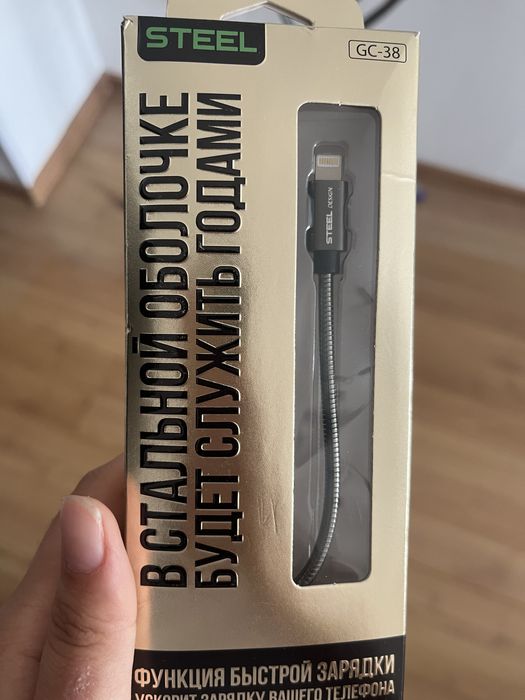 STEEL
GC-38
В СТАЛЬНОЙ ОБОЛОЧКЕ
БУДЕТ СЛУЖИТЬ ГОДАМИ
STEEL DESIGN
ФУНКЦИЯ БЫСТРОЙ ЗАРЯДКИ
УСКОРИТ ЗАРЯДКУ ВАШЕГО ТЕЛЕФОНА